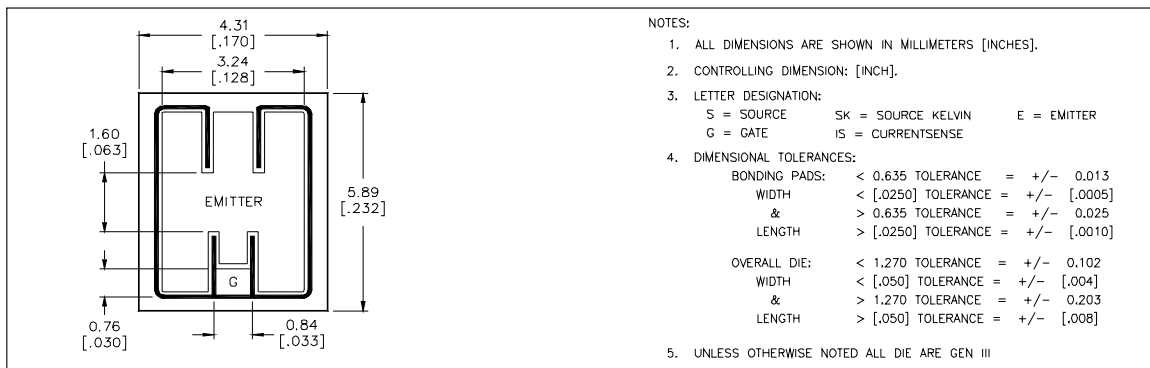 4.31
[.170]
3.24
[.128]
1.60
[.063]
EMITTER
5.89
[.232]
G
0.76
[.030]
0.84
[.033]
NOTES:
1. ALL DIMENSIONS ARE SHOWN IN MILLIMETERS [INCHES].
2. CONTROLLING DIMENSION: [INCH].
3. LETTER DESIGNATION:
S = SOURCE SK = SOURCE KELVIN E = EMITTER
G = GATE IS = CURRENTSENSE
4. DIMENSIONAL TOLERANCES:
BONDING PADS: < 0.635 TOLERANCE = +/- 0.013
WIDTH < [.0250] TOLERANCE = +/- [.0005]
& > 0.635 TOLERANCE = +/- 0.025
LENGTH > [.0250] TOLERANCE = +/- [.0010]
OVERALL DIE: < 1.270 TOLERANCE = +/- 0.102
WIDTH < [.050] TOLERANCE = +/- [.004]
& > 1.270 TOLERANCE = +/- 0.203
LENGTH > [.050] TOLERANCE = +/- [.008]
5. UNLESS OTHERWISE NOTED ALL DIE ARE GEN III